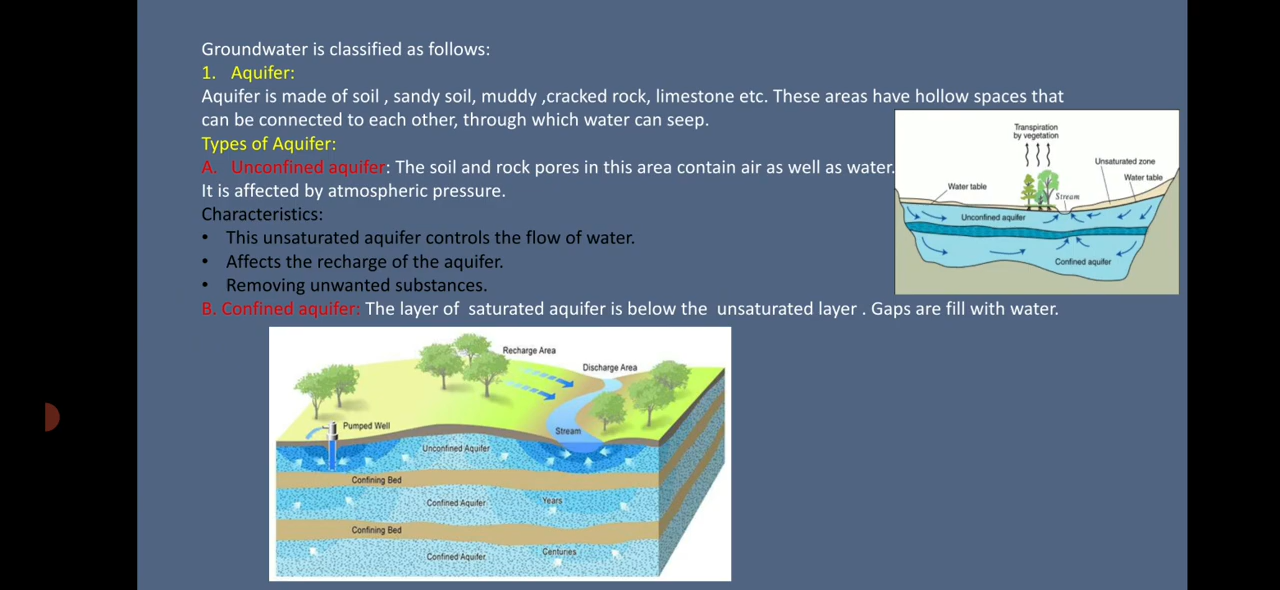 Groundwater is classified as follows:
1. Aquifer:
Aquifer is made of soil , sandy soil, muddy ,cracked rock, limestone etc. These areas have hollow spaces that
can be connected to each other, through which water can seep.
Types of Aquifer:
A. Unconfined aquifer: The soil and rock pores in this area contain air as well as water.
It is affected by atmospheric pressure.
Characteristics:
• This unsaturated aquifer controls the flow of water.
• Affects the recharge of the aquifer.
• Removing unwanted substances.
B. Confined aquifer: The layer of saturated aquifer is below the unsaturated layer . Gaps are fill with water.
Transpiration
by vegetation
Unsaturated zone
Water table
Water table
Stream
Unconfined aquifer
Confined aquifer
Recharge Area
Discharge Area
Pumped Well
Stream
Unconfined Aquifer
Confining Bed
Confined Aquifer
Years
Confining Bed
Confined Aquifer
Centuries